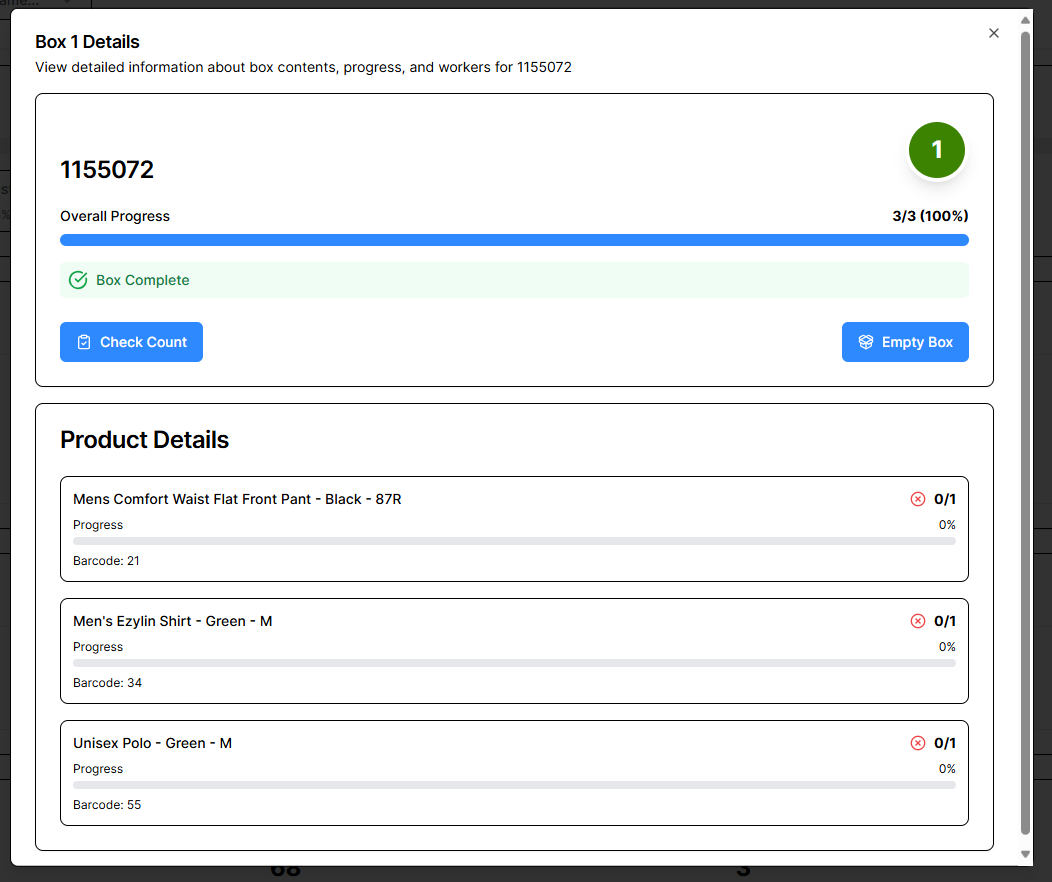 Box 1 Details
View detailed information about box contents, progress, and workers for 1155072
1155072
1
Overall Progress
3/3 (100%)
Box Complete
Check Count
Empty Box
Product Details
Mens Comfort Waist Flat Front Pant - Black - 87R
0/1
Progress
0%
Barcode: 21
Men's Ezylin Shirt - Green - M
0/1
Progress
0%
Barcode: 34
Unisex Polo - Green - M
0/1
Progress
0%
Barcode: 55